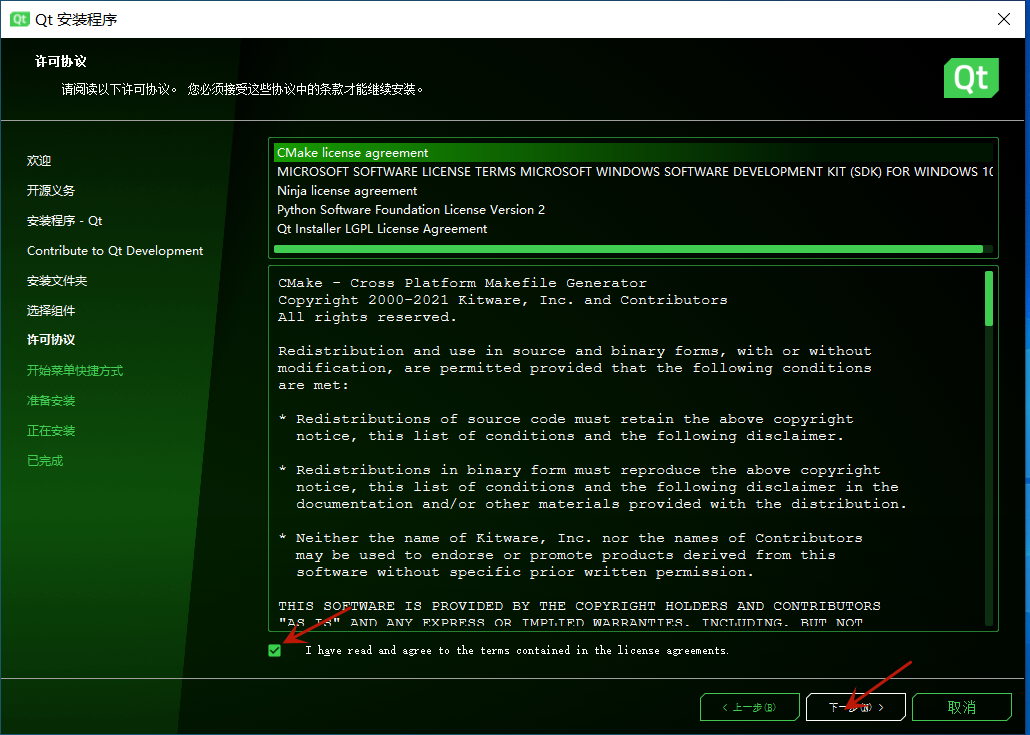 Qt Qt 安装程序
许可协议
请阅读以下许可协议。 您必须接受这些协议中的条款才能继续安装。
Qt
欢迎
开源义务
安装程序 - Qt
Contribute to Qt Development
安装文件夹
选择组件
许可协议
开始菜单快捷方式
准备安装
正在安装
已完成
CMake license agreement
MICROSOFT SOFTWARE LICENSE TERMS MICROSOFT WINDOWS SOFTWARE DEVELOPMENT KIT (SDK) FOR WINDOWS 10
Ninja license agreement
Python Software Foundation License Version 2
Qt Installer LGPL License Agreement
CMake - Cross Platform Makefile Generator
Copyright 2000-2021 Kitware, Inc. and Contributors
All rights reserved.
Redistribution and use in source and binary forms, with or without
modification, are permitted provided that the following conditions
are met:
* Redistributions of source code must retain the above copyright
notice, this list of conditions and the following disclaimer.
* Redistributions in binary form must reproduce the above copyright
notice, this list of conditions and the following disclaimer in the
documentation and/or other materials provided with the distribution.
* Neither the name of Kitware, Inc. nor the names of Contributors
may be used to endorse or promote products derived from this
software without specific prior written permission.
THIS SOFTWARE IS PROVIDED BY THE COPYRIGHT HOLDERS AND CONTRIBUTORS
"AS IS" AND ANY EXPRESS OR IMPLIED WARRANTIES, INCLUDING, BUT NOT
I have read and agree to the terms contained in the license agreements.
< 上一步(B)
下一步(N) >
取消